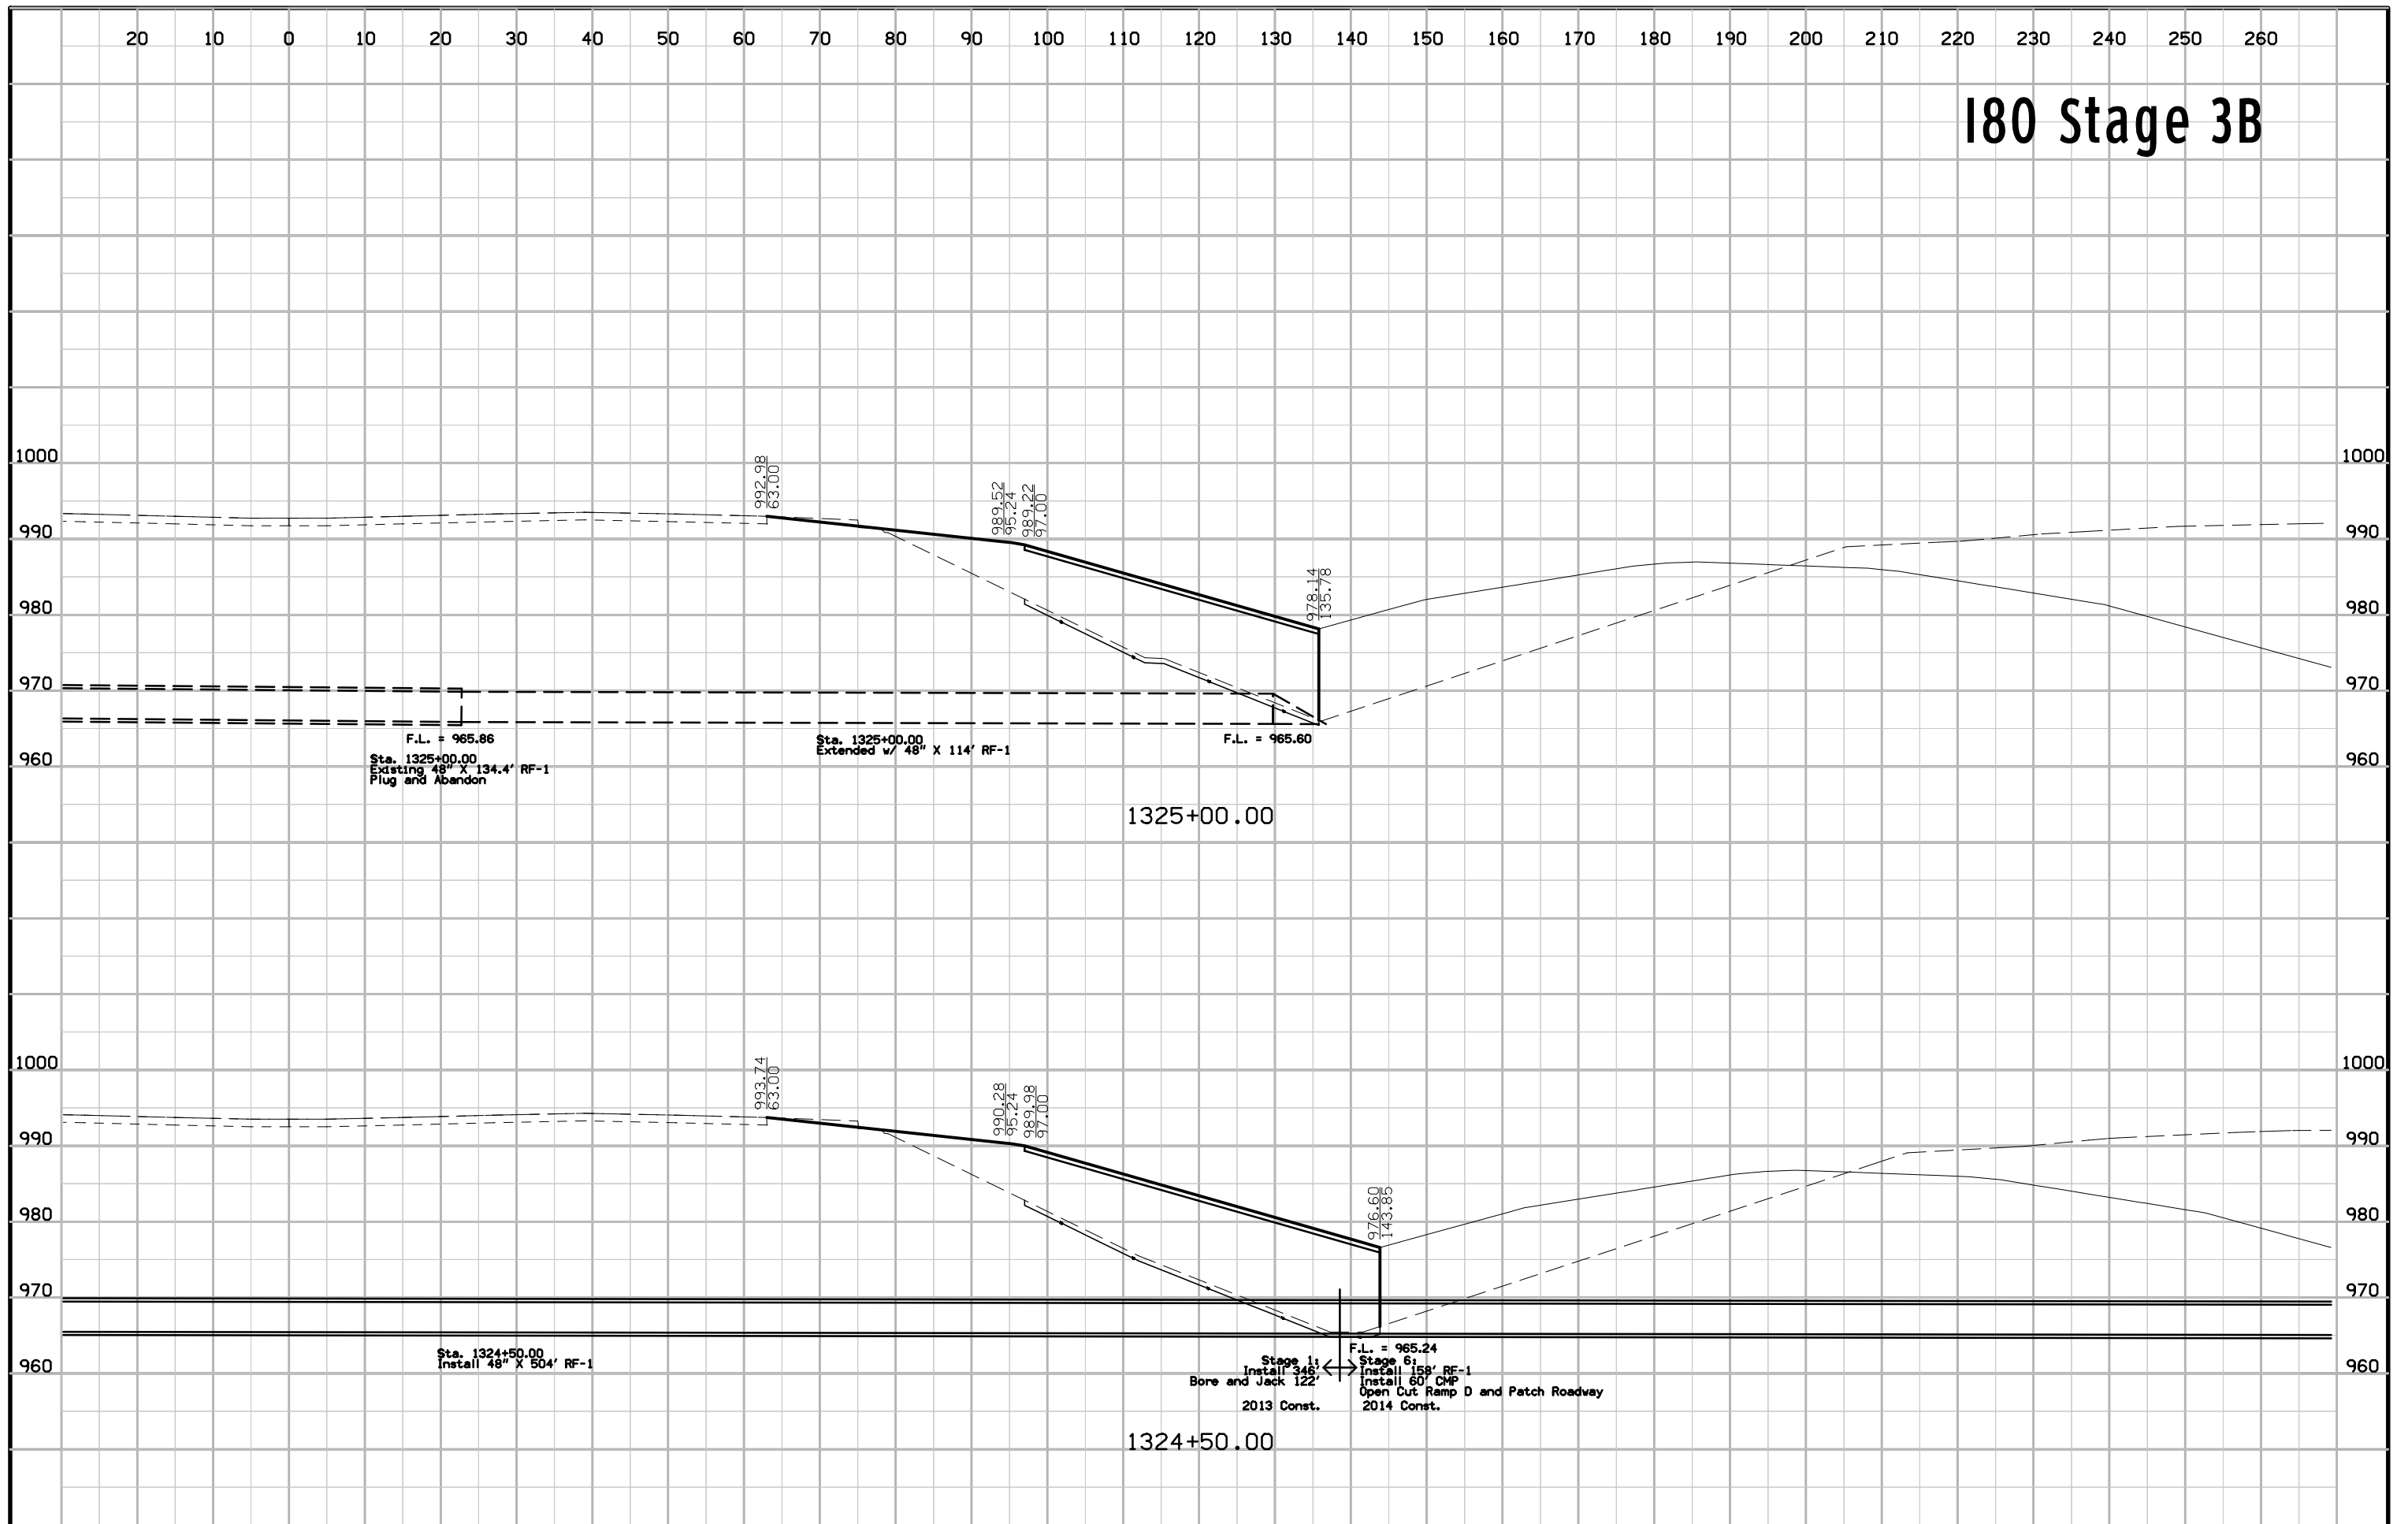 20 10 0 10 20 30 40 50 60 70 80 90 100 110 120 130 140 150 160 170 180 190 200 210 220 230 240 250 260
I80 Stage 3B
1000 1000
992.98
63.00
989.52
95.24
989.22
97.00
990 990
978.14
135.78
980 980
970 970
F.L. = 965.86
Sta. 1325+00.00
Extended w/ 48" X 114' RF-1
F.L. = 965.60
960 960
Sta. 1325+00.00
Existing 48" X 134.4' RF-1
Plug and Abandon
1325+00.00
1000 1000
993.74
63.00
990.28
95.24
989.98
97.00
990 990
976.60
143.85
980 980
970 970
Sta. 1324+50.00
Install 48" X 504' RF-1
F.L. = 965.24
960 960
Stage 1:
Install 346'
Bore and Jack 122'
2013 Const.
Stage 6:
Install 158' RF-1
Install 60' CMP
Open Cut Ramp D and Patch Roadway
2014 Const.
1324+50.00